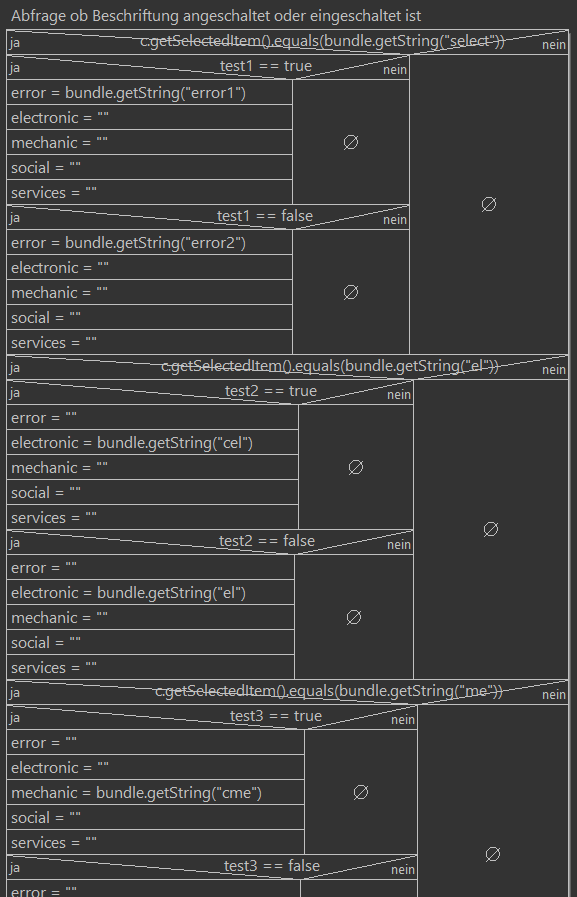 Abfrage ob Beschriftung angeschaltet oder eingeschaltet ist
ja c.getSelectedItem().equals(bundle.getString("select")) nein
ja test1 == true nein
error = bundle.getString("error1")
electronic = ""
mechanic = ""
social = ""
services = ""
ja test1 == false nein
error = bundle.getString("error2")
electronic = ""
mechanic = ""
social = ""
services = ""
ja c.getSelectedItem().equals(bundle.getString("el")) nein
ja test2 == true nein
error = ""
electronic = bundle.getString("cel")
mechanic = ""
social = ""
services = ""
ja test2 == false nein
error = ""
electronic = bundle.getString("el")
mechanic = ""
social = ""
services = ""
ja c.getSelectedItem().equals(bundle.getString("me")) nein
ja test3 == true nein
error = ""
electronic = ""
mechanic = bundle.getString("cme")
social = ""
services = ""
ja test3 == false nein
error = ""